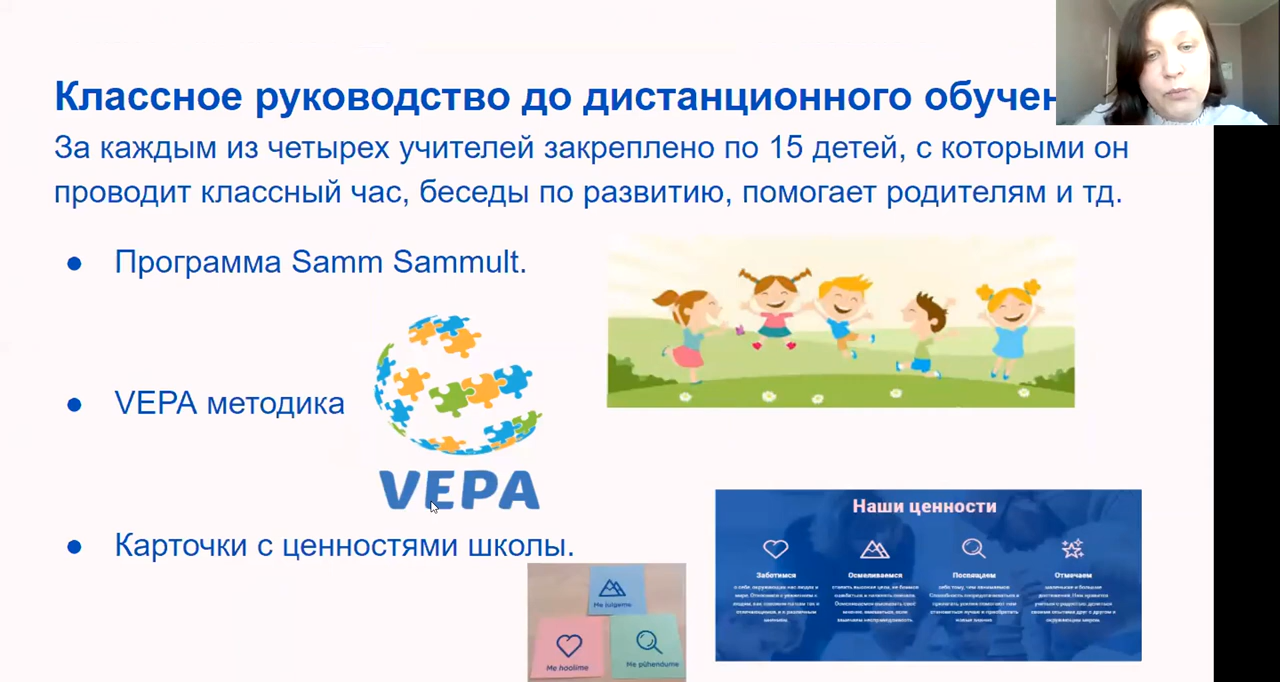 Классное руководство до дистанционного обучен
За каждым из четырех учителей закреплено по 15 детей, с которыми он
проводит классный час, беседы по развитию, помогает родителям и тд.
Программа Samm Sammult.
VEPA методика
VEPA
Карточки с ценностями школы.
Me julgeme
Me hoolime
Me pühendume
Наши ценности
Заботимся
Осмеливаемся
Посвящаем
Отмечаем